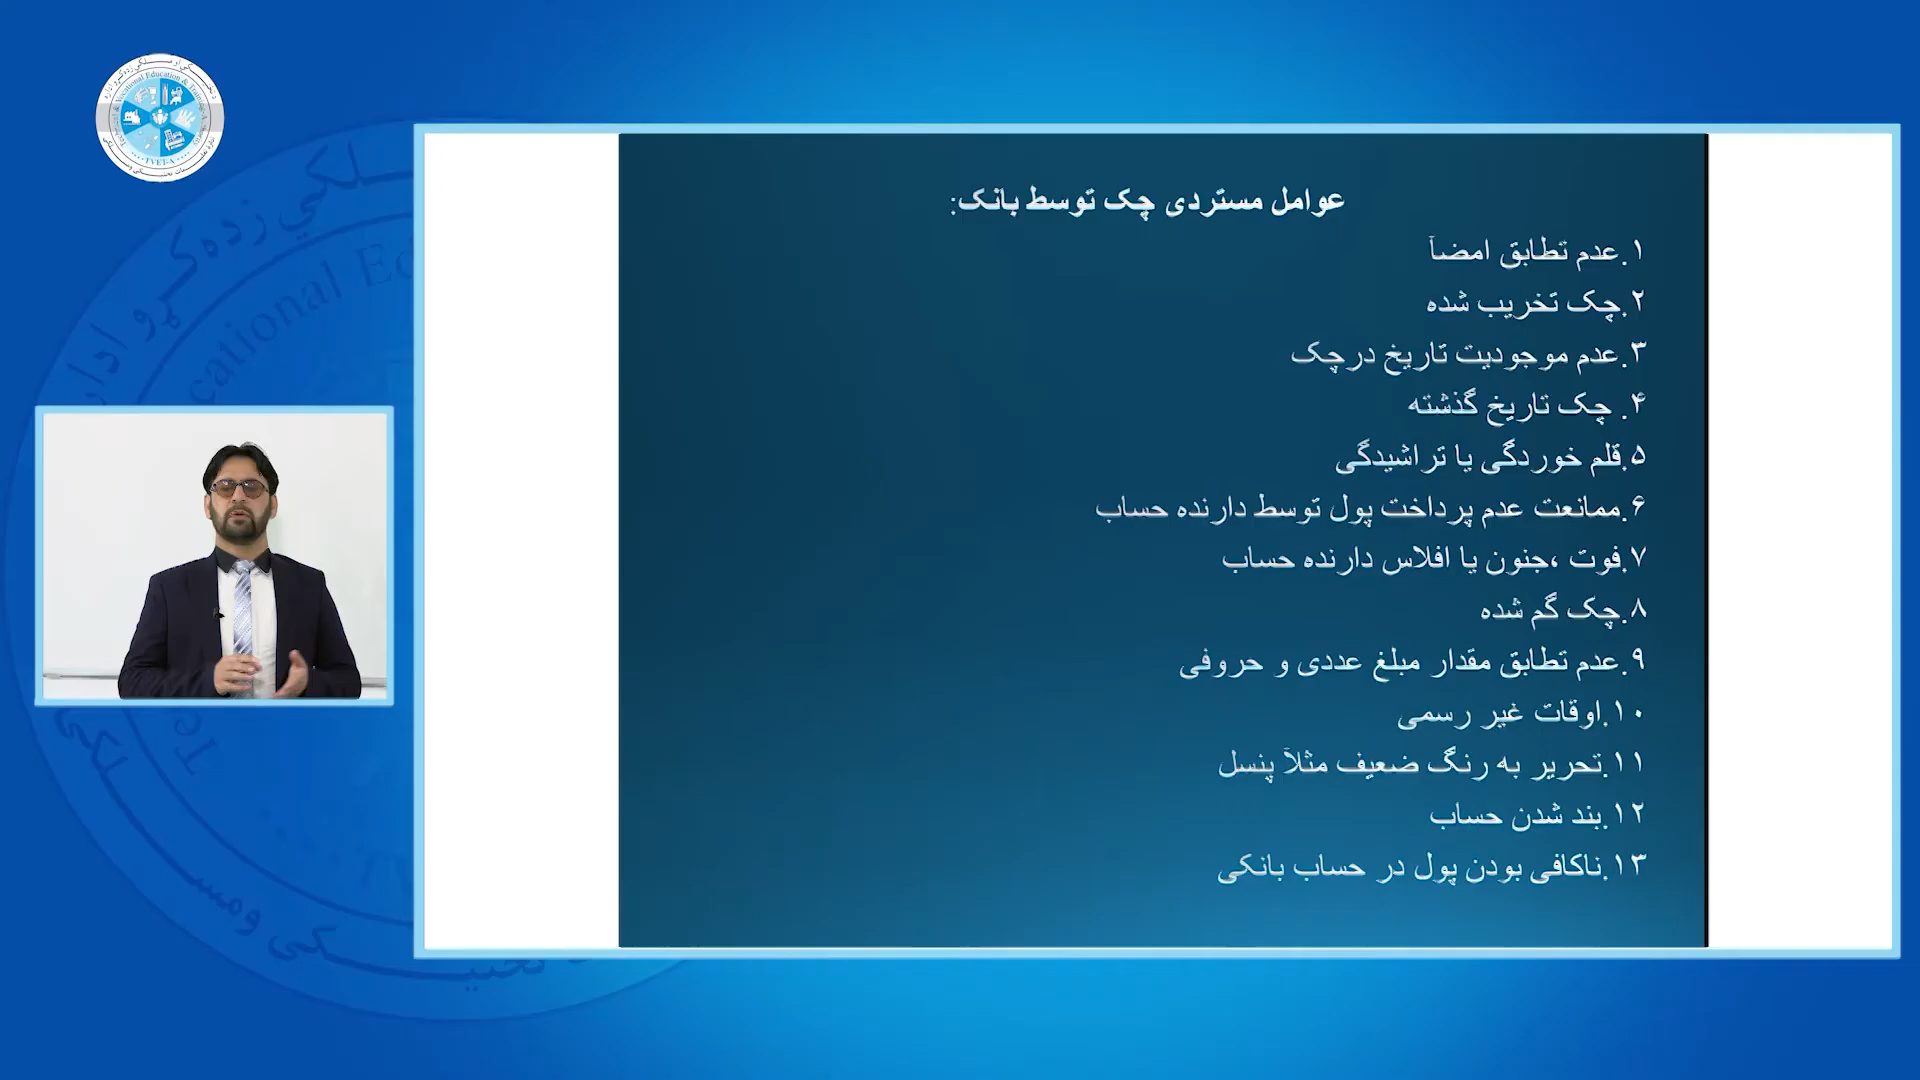 عوامل مستردی چک توسط بانک:
۱.عدم تطابق امضآ
۲.چک تخریب شده
۳.عدم موجودیت تاریخ درچک
۴. چک تاریخ گذشته
۵.قلم خوردگی یا تراشیدگی
۶.ممانعت عدم پرداخت پول توسط دارنده حساب
۷.فوت ،جنون یا افلاس دارنده حساب
۸.چک گم شده
۹.عدم تطابق مقدار مبلغ عددی و حروفی
۱۰.اوقات غیر رسمی
۱۱.تحریر به رنگ ضعیف مثلآ پنسل
۱۲.بند شدن حساب
۱۳.ناکافی بودن پول در حساب بانکی
TVET-A